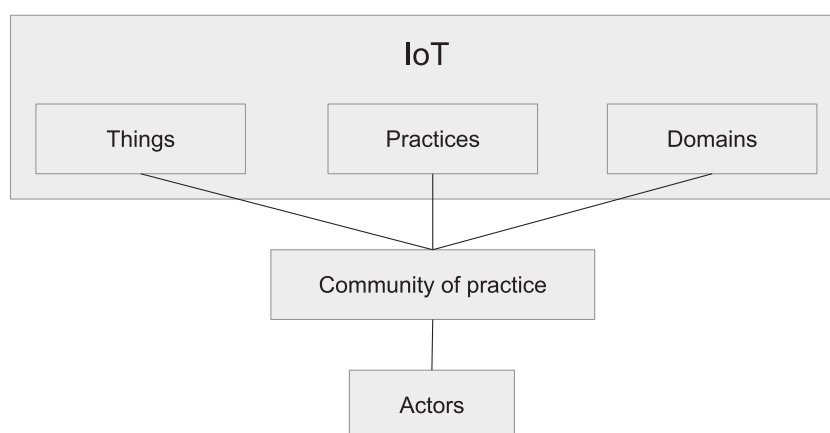 IoT
Things
Practices
Domains
Community of practice
Actors